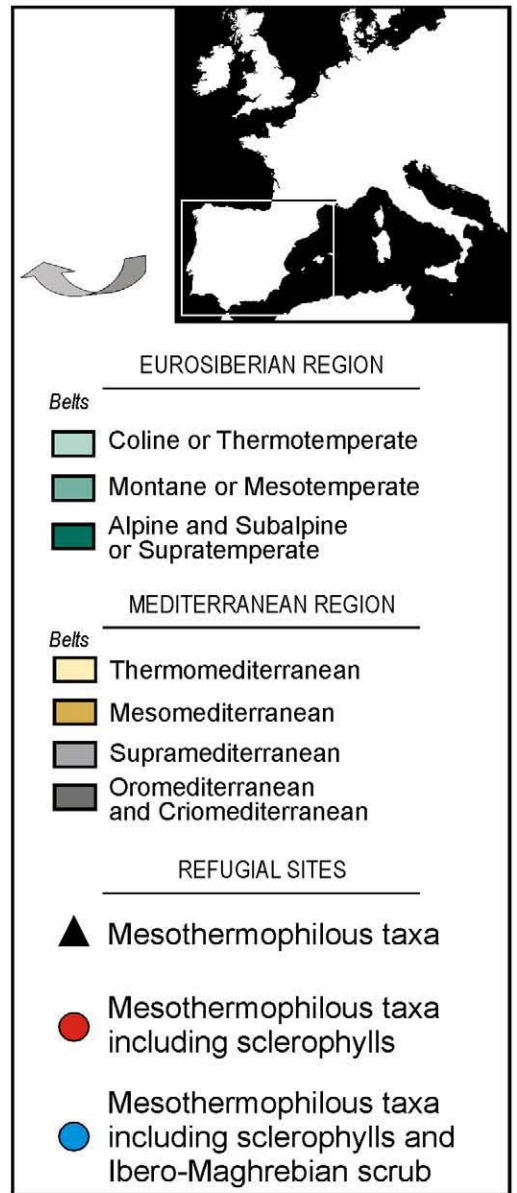 EUROSIBERIAN REGION
Belts
Coline or Thermotemperate
Montane or Mesotemperate
Alpine and Subalpine
or Supratemperate
MEDITERRANEAN REGION
Belts
Thermomediterranean
Mesomediterranean
Supramediterranean
Oromediterranean
and Criomediterranean
REFUGIAL SITES
Mesothermophilous taxa
Mesothermophilous taxa
including sclerophylls
Mesothermophilous taxa
including sclerophylls and
Ibero-Maghrebian scrub